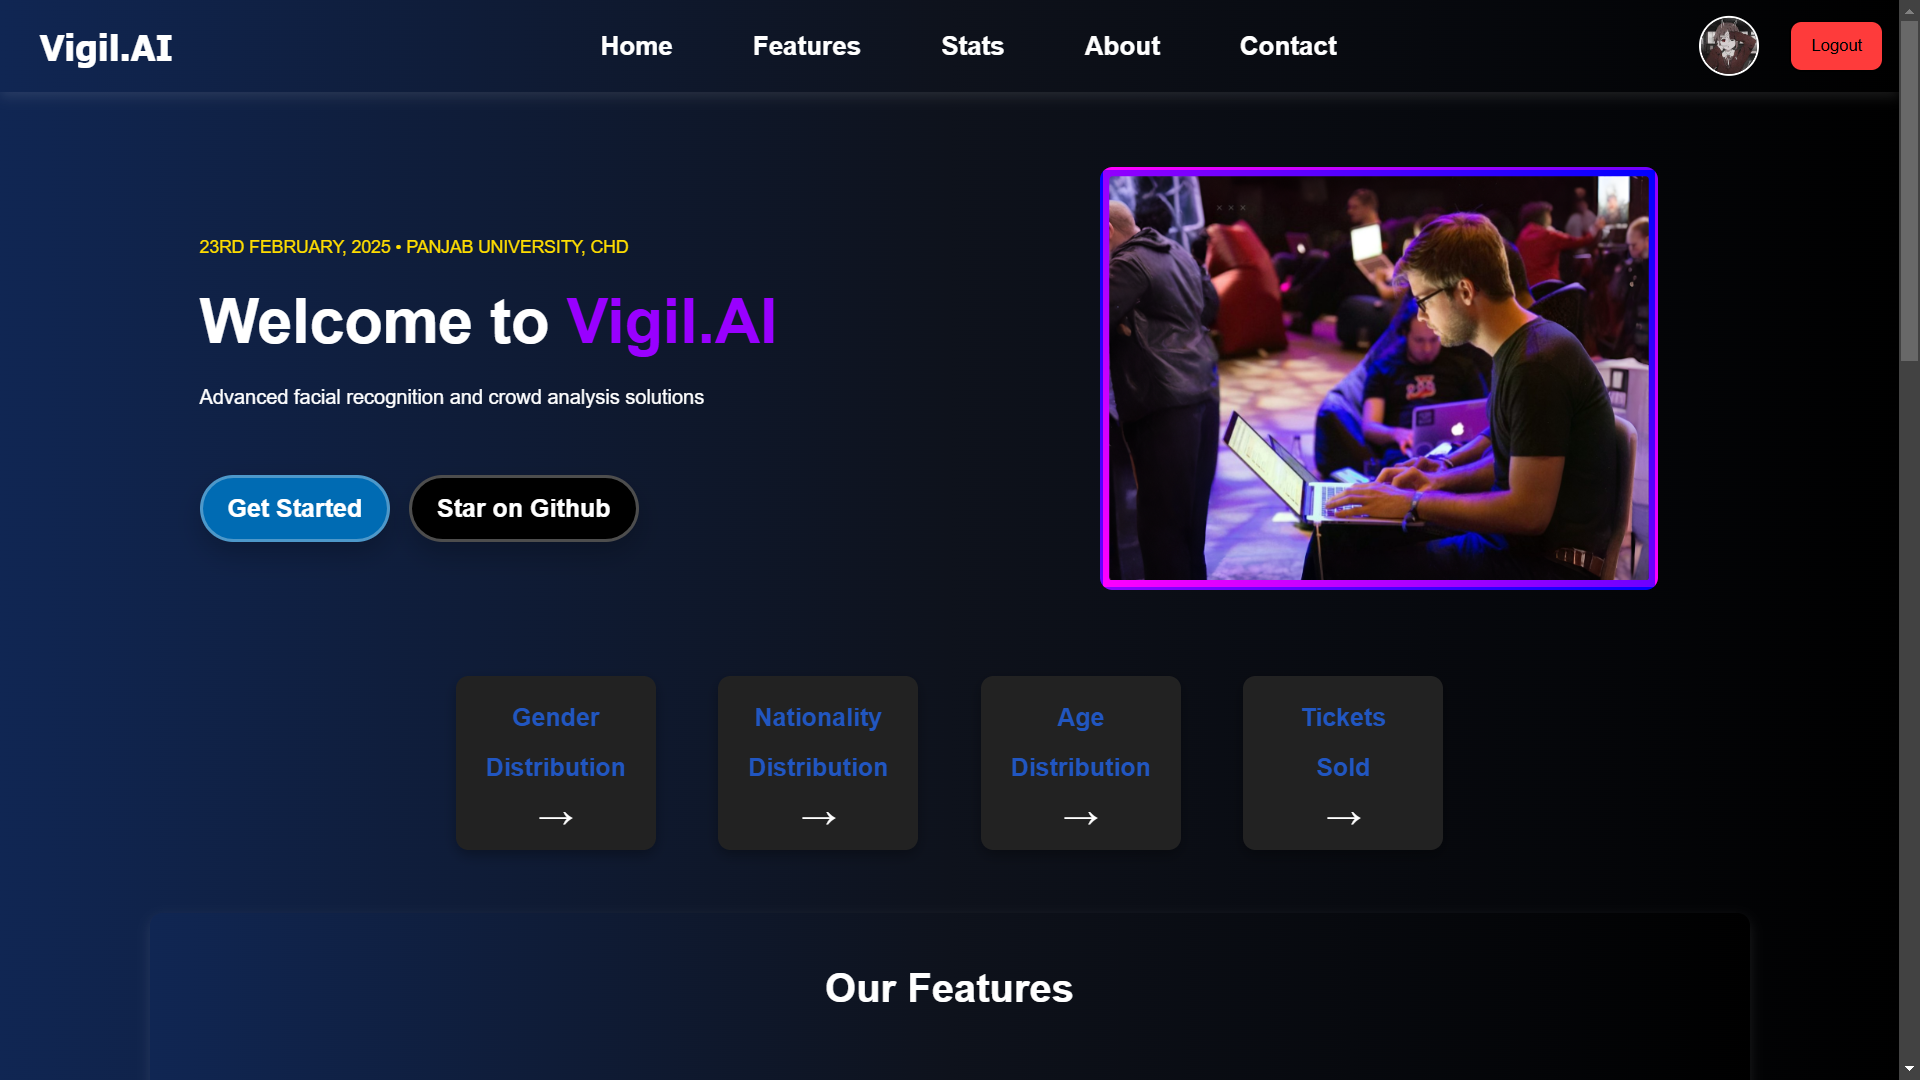 Vigil.AI
Home
Features
Stats
About
Contact
Logout
23RD FEBRUARY, 2025 • PANJAB UNIVERSITY, CHD
Welcome to Vigil.AI
Advanced facial recognition and crowd analysis solutions
Get Started
Star on Github
Gender
Distribution
→
Nationality
Distribution
→
Age
Distribution
→
Tickets
Sold
→
Our Features